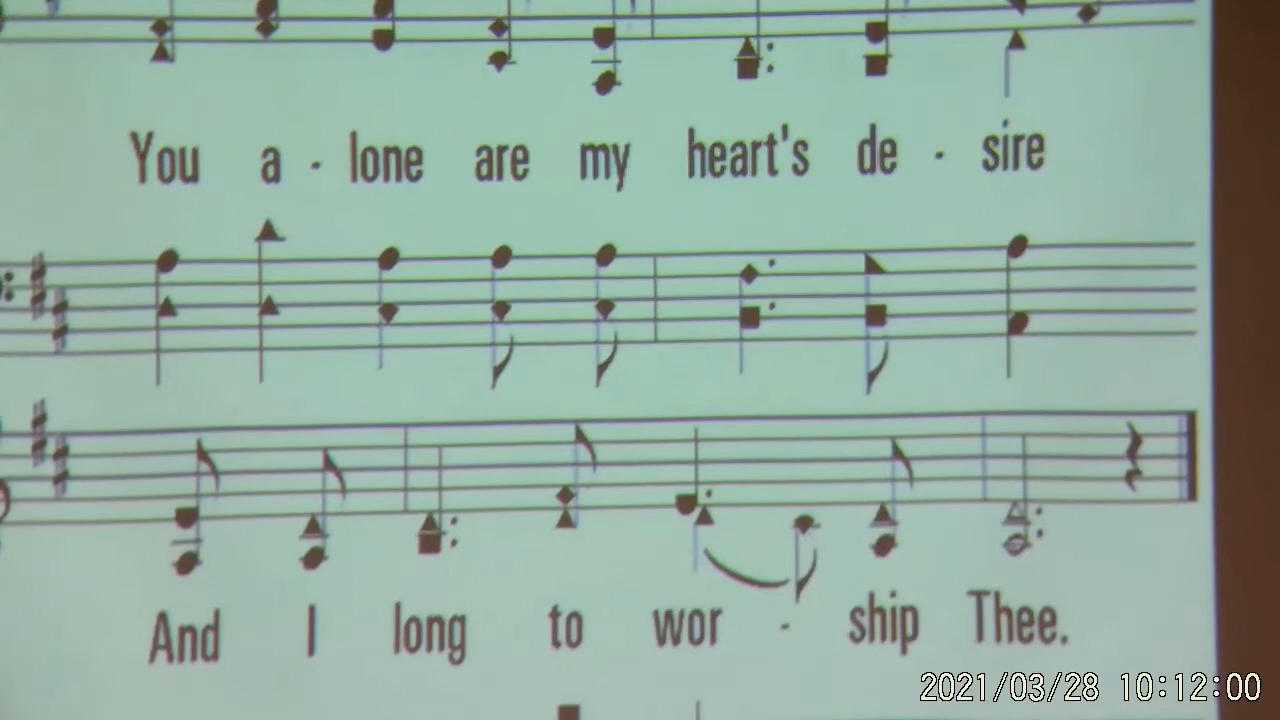 You a - lone are my heart's de - sire
And I long to wor - ship Thee.
2021/03/28 10:12:00